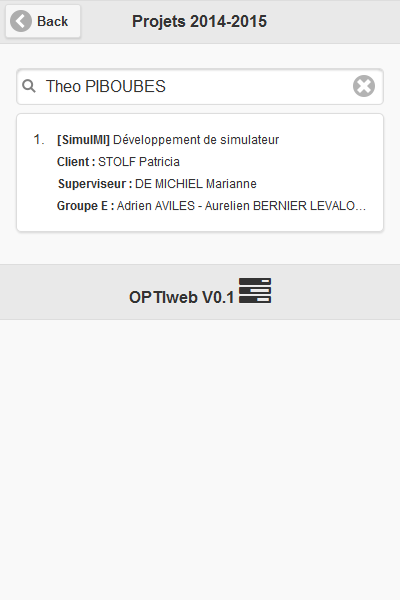 Back
Projets 2014-2015
Theo PIBOUBES
1. [SimulMI] Développement de simulateur
Client : STOLF Patricia
Superviseur : DE MICHIEL Marianne
Groupe E : Adrien AVILES - Aurelien BERNIER LEVALO...
OPTIweb V0.1